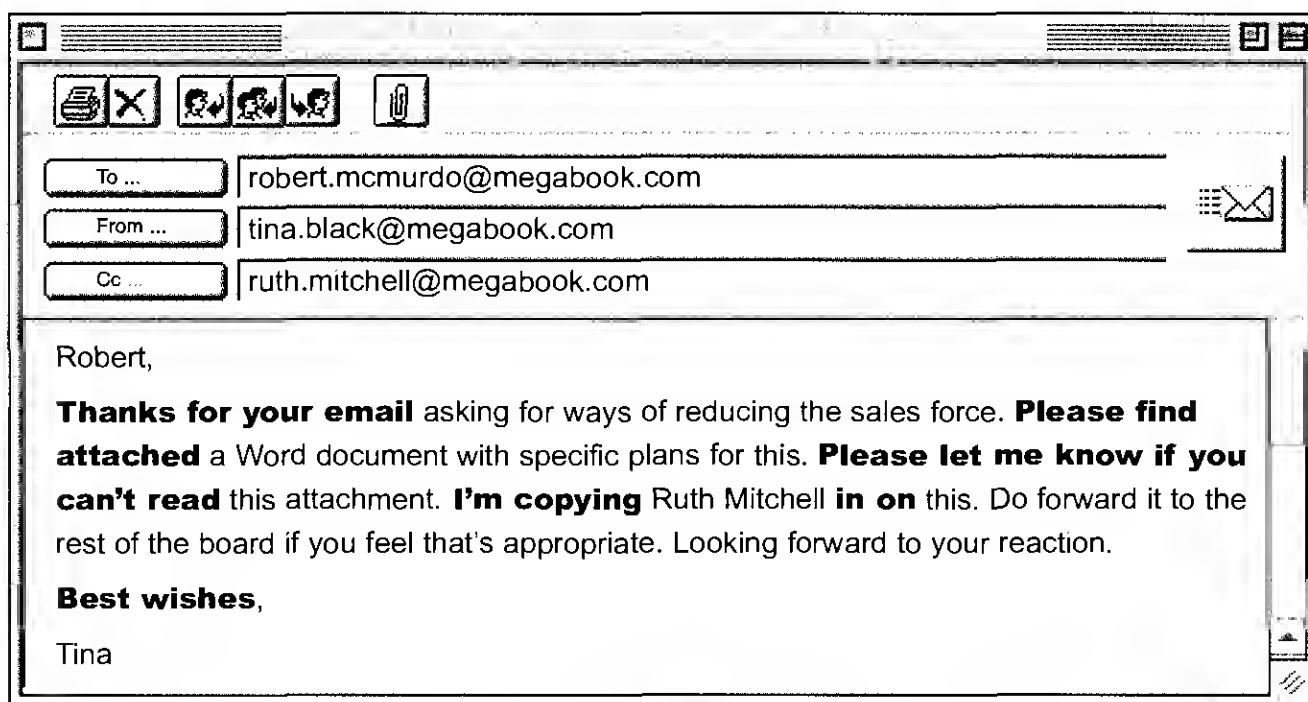 To ...
robert.mcmurdo@megabook.com
From ...
tina.black@megabook.com
Cc ...
ruth.mitchell@megabook.com
Robert,
Thanks for your email asking for ways of reducing the sales force. Please find
attached a Word document with specific plans for this. Please let me know if you
can't read this attachment. I'm copying Ruth Mitchell in on this. Do forward it to the
rest of the board if you feel that's appropriate. Looking forward to your reaction.
Best wishes,
Tina